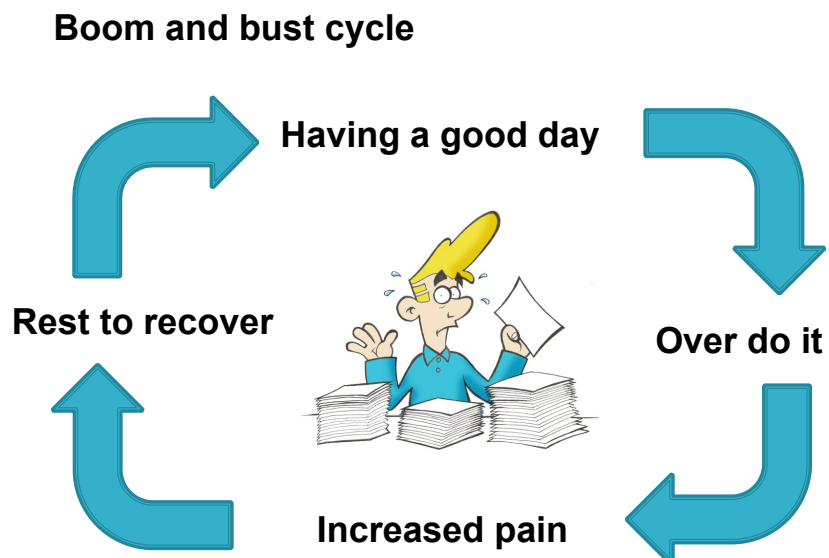 Boom and bust cycle
Having a good day
Over do it
Increased pain
Rest to recover